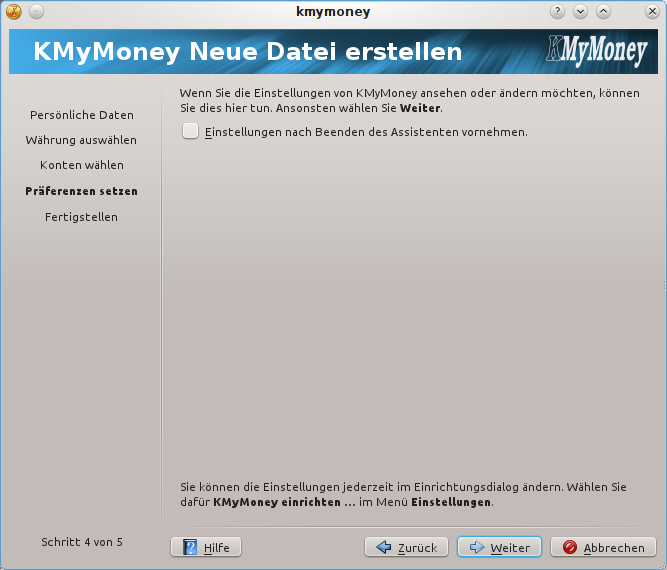 kmymoney
?
KMyMoney Neue Datei erstellen
KMyMoney
Persönliche Daten
Währung auswählen
Konten wählen
Präferenzen setzen
Fertigstellen
Wenn Sie die Einstellungen von KMyMoney ansehen oder ändern möchten, können
Sie dies hier tun. Ansonsten wählen Sie Weiter.
Einstellungen nach Beenden des Assistenten vornehmen.
Sie können die Einstellungen jederzeit im Einrichtungsdialog ändern. Wählen Sie
dafür KMyMoney einrichten ... im Menü Einstellungen.
Schritt 4 von 5
? Hilfe
Zurück
Weiter
Abbrechen